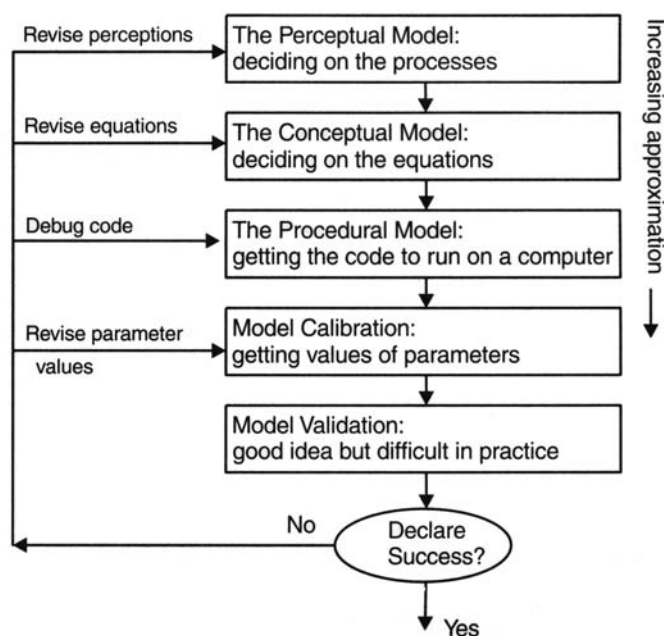 Revise perceptions
The Perceptual Model:
deciding on the processes
Revise equations
The Conceptual Model:
deciding on the equations
Debug code
The Procedural Model:
getting the code to run on a computer
Revise parameter
values
Model Calibration:
getting values of parameters
Model Validation:
good idea but difficult in practice
No
Declare
Success?
Yes
Increasing approximation